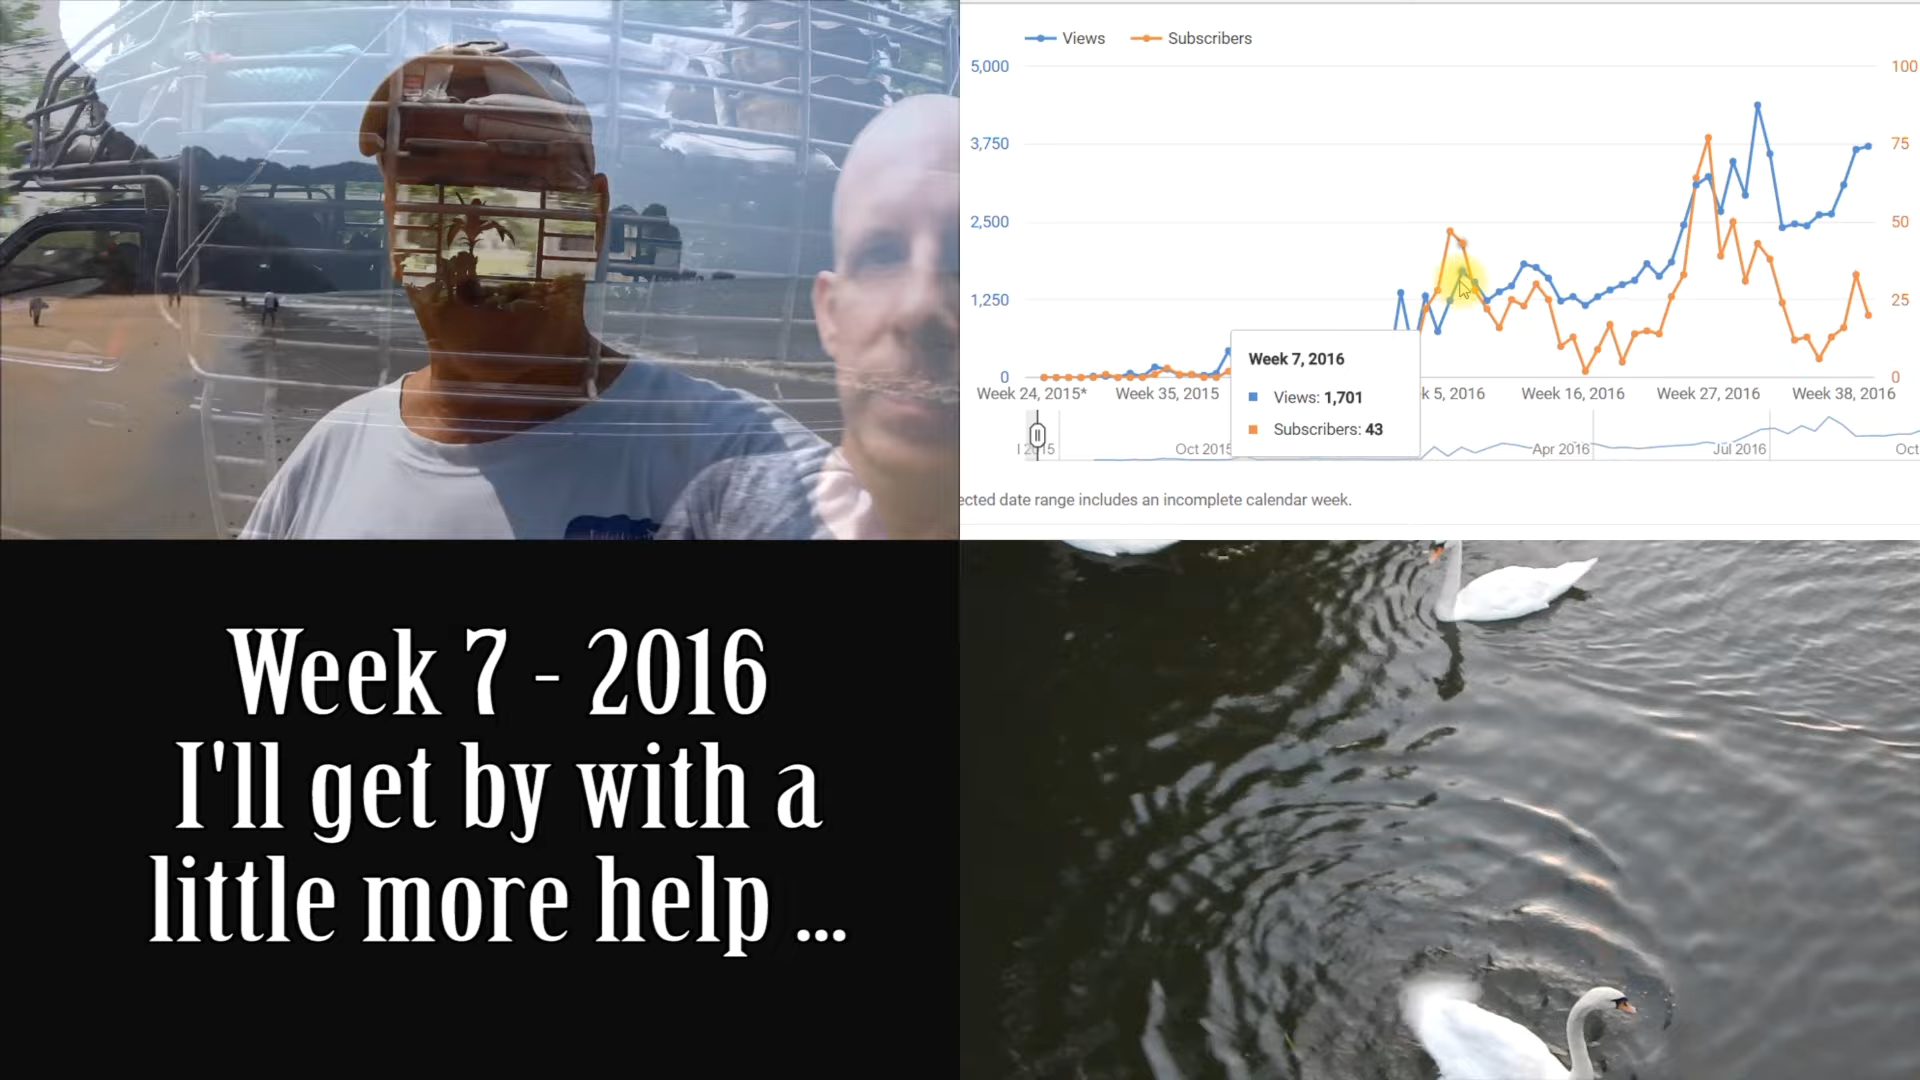 Views Subscribers
5,000 100
3,750 75
2,500 50
1,250 25
0 0
Week 7, 2016
Views: 1,701
Subscribers: 43
Week 24, 2015* Week 35, 2015 k 5, 2016 Week 16, 2016 Week 27, 2016 Week 38, 2016
2015 Oct 2015 Apr 2016 Jul 2016 Oct
ected date range includes an incomplete calendar week.
Week 7 - 2016
I'll get by with a
little more help ...